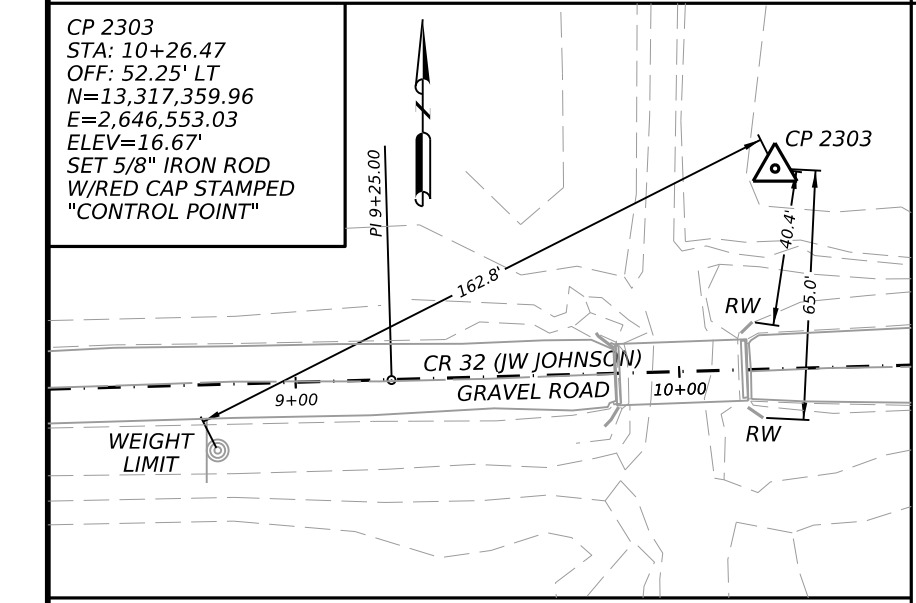 CP 2303
STA: 10+26.47
OFF: 52.25' LT
N=13,317,359.96
E=2,646,553.03
ELEV=16.67'
SET 5/8" IRON ROD
W/RED CAP STAMPED
"CONTROL POINT"
PI 9+25.00
CP 2303
162.8'
40.4'
65.0'
RW
CR 32 (JW JOHNSON)
GRAVEL ROAD
9+00
10+00
WEIGHT
LIMIT
RW